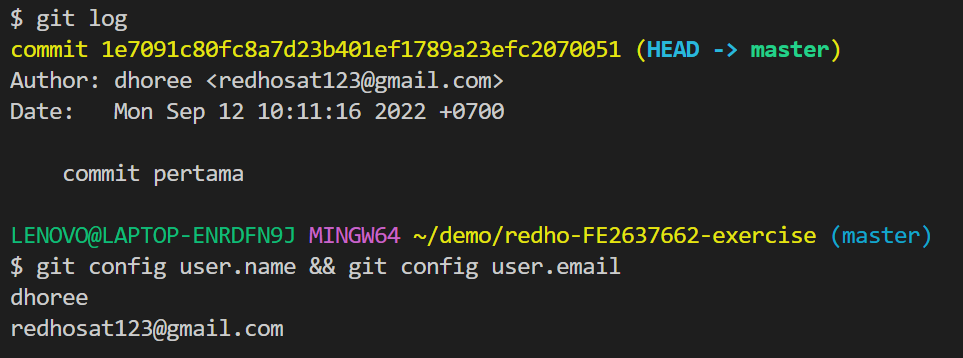 $ git log
commit 1e7091c80fc8a7d23b401ef1789a23efc2070051 (HEAD -> master)
Author: dhoree <redhosat123@gmail.com>
Date:   Mon Sep 12 10:11:16 2022 +0700
commit pertama
LENOVO@LAPTOP-ENRDFN9J MINGW64 ~/demo/redho-FE2637662-exercise (master)
$ git config user.name && git config user.email
dhoree
redhosat123@gmail.com